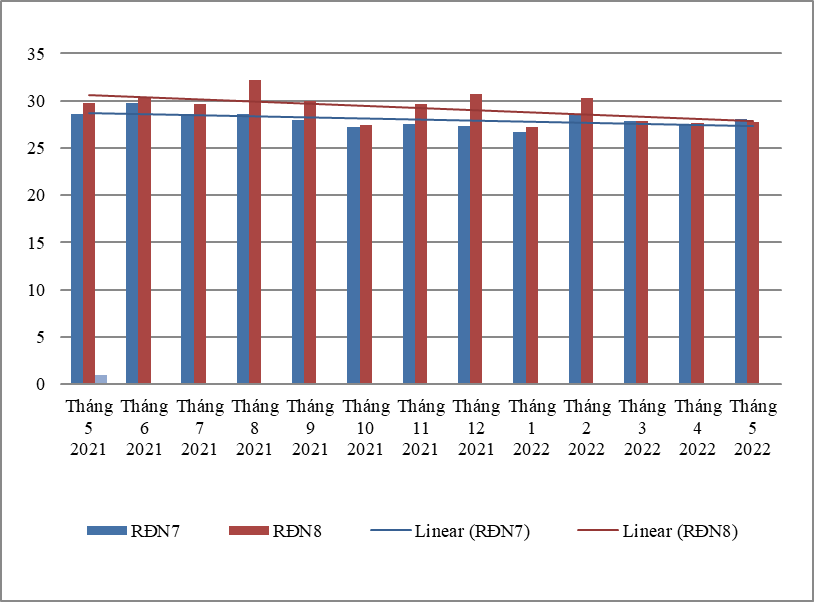 35
30
25
20
15
10
5
0
Tháng Tháng Tháng Tháng Tháng Tháng Tháng Tháng Tháng Tháng Tháng Tháng Tháng
5 6 7 8 9 10 11 12 1 2 3 4 5
2021 2021 2021 2021 2021 2021 2021 2021 2022 2022 2022 2022 2022
RĐN7 RĐN8 Linear (RĐN7) Linear (RĐN8)